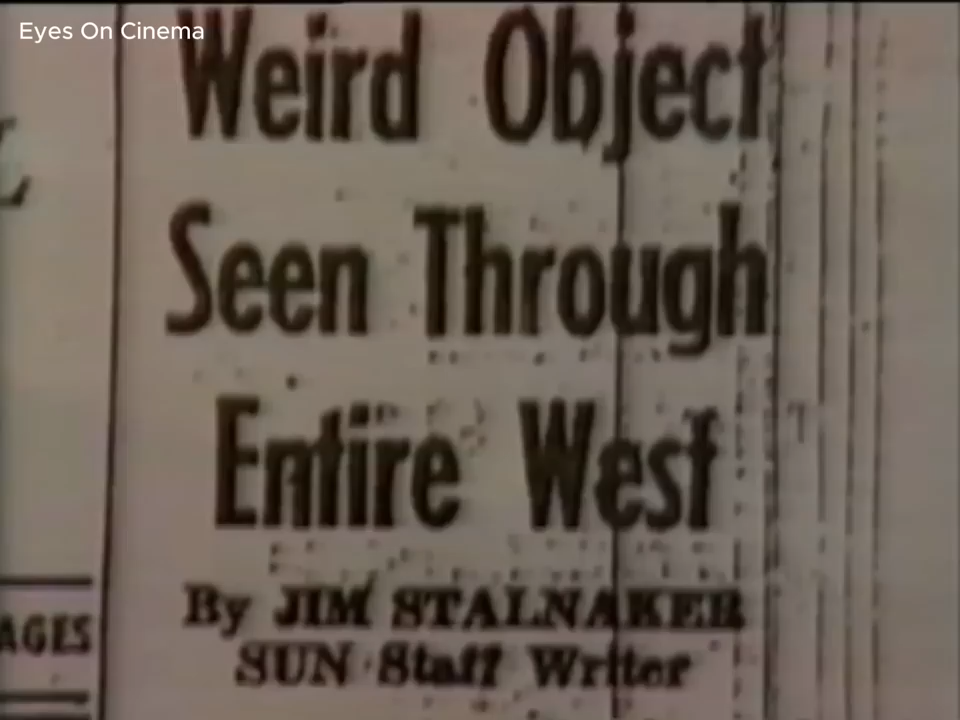 Eyes On Cinema
Weird Object
Seen Through
Entire West
By JIM STALNAKER
SUN Staff Writer
AGES